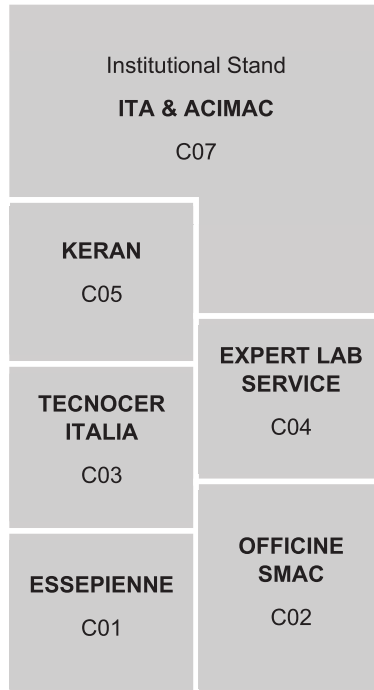 Institutional Stand
ITA & ACIMAC
C07
KERAN
C05
EXPERT LAB
SERVICE
C04
TECNOCER
ITALIA
C03
OFFICINE
SMAC
C02
ESSEPIENNE
C01